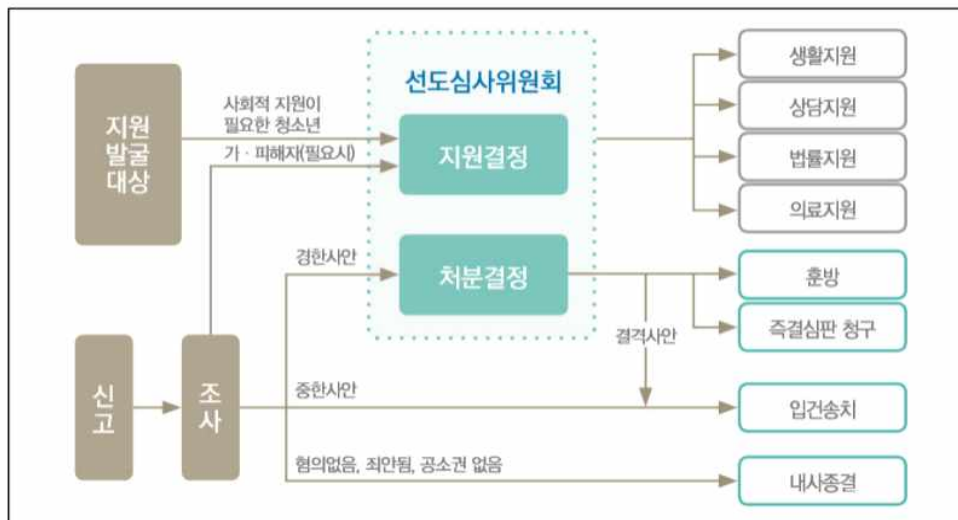 선도심사위원회
지원
발굴
대상
사회적 지원이
필요한 청소년
가 · 피해자(필요시)
지원결정
생활지원
상담지원
법률지원
의료지원
경한사안
처분결정
훈방
즉결심판 청구
결격사안
신고
조사
중한사안
입건송치
혐의없음, 죄안됨, 공소권 없음
내사종결